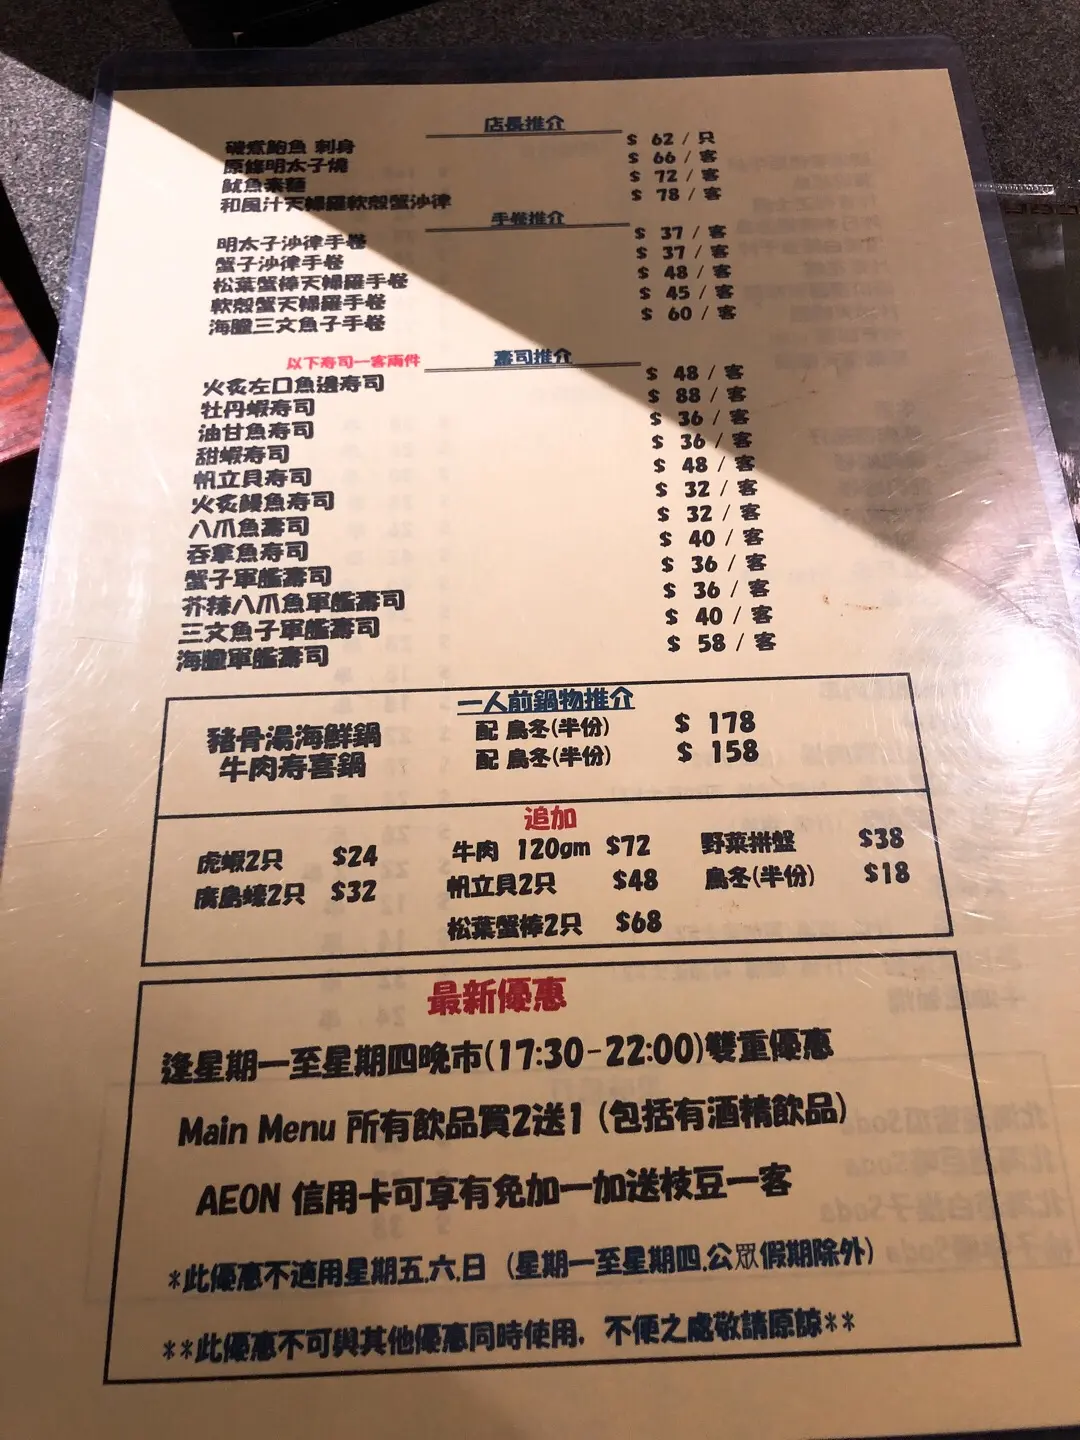 店長推介
磯煮鮑魚 刺身 $ 62 / 只
原條明太子燒 $ 66 / 客
魷魚素麵 $ 72 / 客
和風汁天婦羅軟殼蟹沙律 $ 78 / 客
手卷推介
明太子沙律手卷 $ 37 / 客
蟹子沙律手卷 $ 37 / 客
松葉蟹棒天婦羅手卷 $ 48 / 客
軟殼蟹天婦羅手卷 $ 45 / 客
海膽三文魚子手卷 $ 60 / 客
以下寿司一客兩件 壽司推介
火炙左口魚邊寿司 $ 48 / 客
牡丹蝦寿司 $ 88 / 客
油甘魚寿司 $ 36 / 客
甜蝦寿司 $ 36 / 客
帆立貝寿司 $ 48 / 客
火炙鰻魚寿司 $ 32 / 客
八爪魚壽司 $ 32 / 客
吞拿魚寿司 $ 40 / 客
蟹子軍艦壽司 $ 36 / 客
芥辣八爪魚軍艦壽司 $ 36 / 客
三文魚子軍艦壽司 $ 40 / 客
海膽軍艦壽司 $ 58 / 客
一人前鍋物推介
豬骨湯海鮮鍋 配 烏冬(半份) $ 178
牛肉寿喜鍋 配 烏冬(半份) $ 158
追加
虎蝦2只 $24 牛肉 120gm $72 野菜拼盤 $38
廣島蠔2只 $32 帆立貝2只 $48 烏冬(半份) $18
松葉蟹棒2只 $68
最新優惠
逢星期一至星期四晚市(17:30-22:00)雙重優惠
Main Menu 所有飲品買2送1 (包括有酒精飲品)
AEON 信用卡可享有免加一加送枝豆一客
*此優惠不適用星期五.六.日 (星期一至星期四.公眾假期除外)
**此優惠不可與其他優惠同時使用，不便之處敬請原諒**